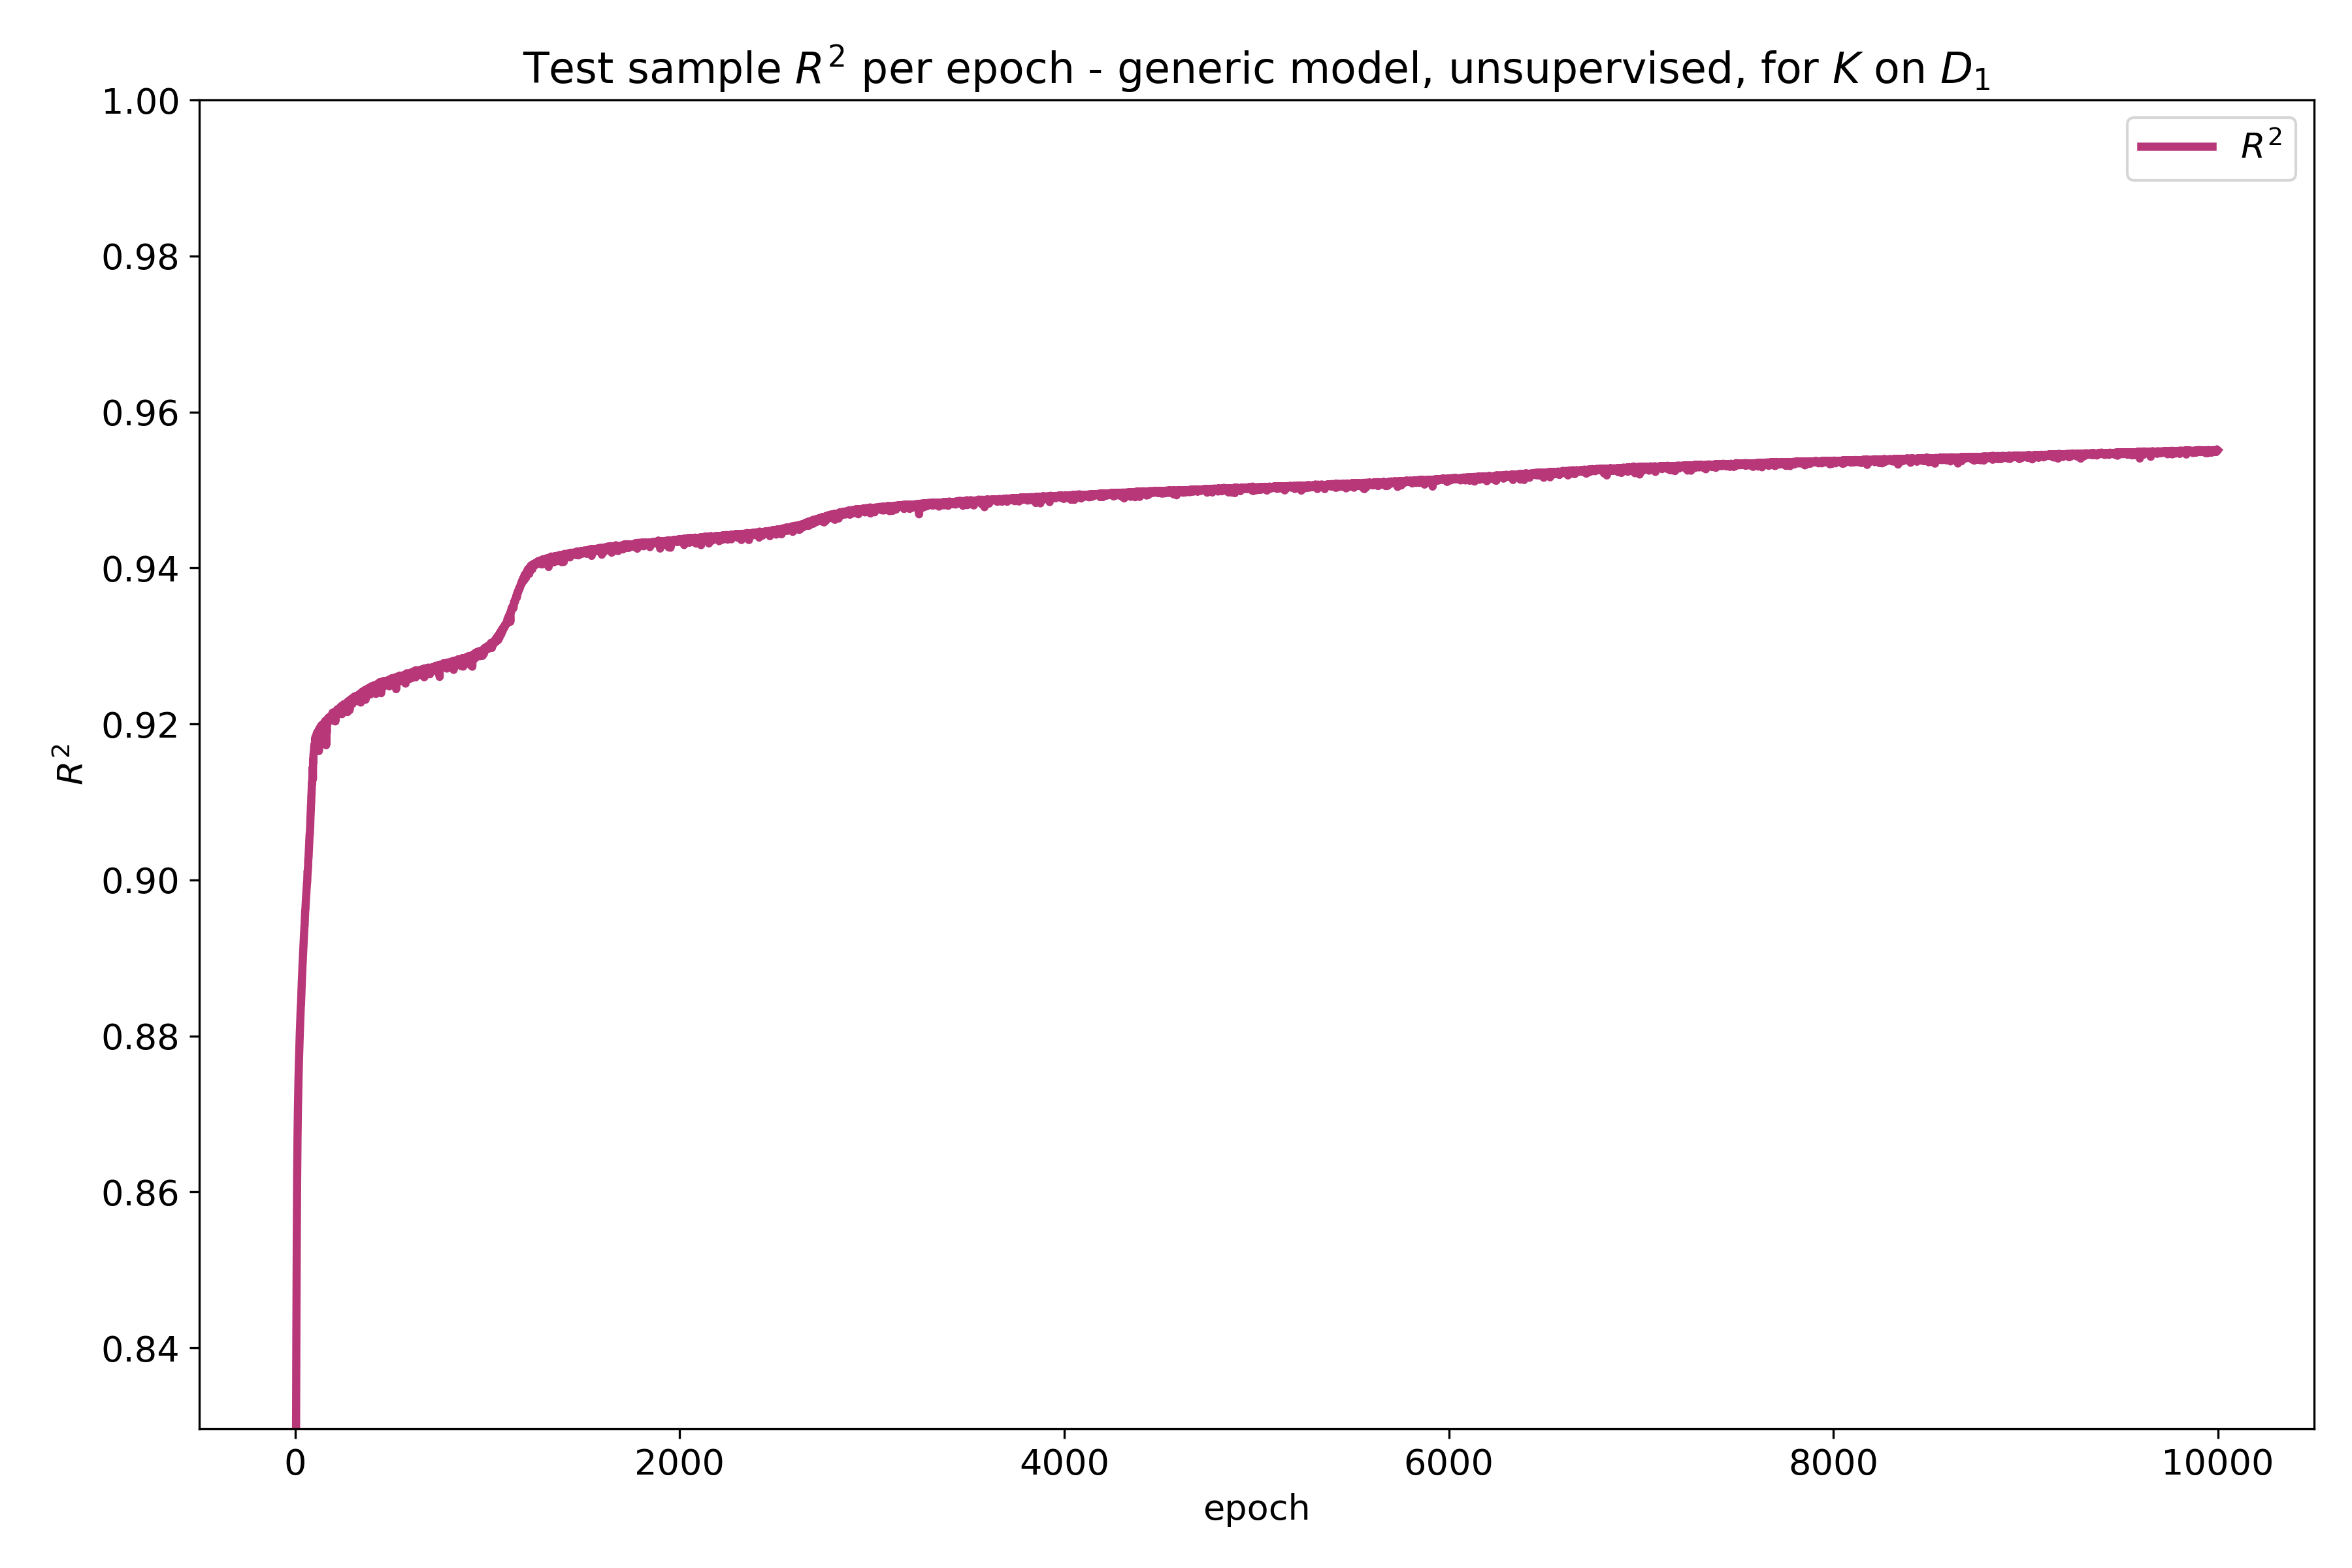 Test sample R² per epoch - generic model, unsupervised, for K on D₁
R²
1.00
0.98
0.96
0.94
0.92
0.90
0.88
0.86
0.84
R²
0 2000 4000 6000 8000 10000
epoch